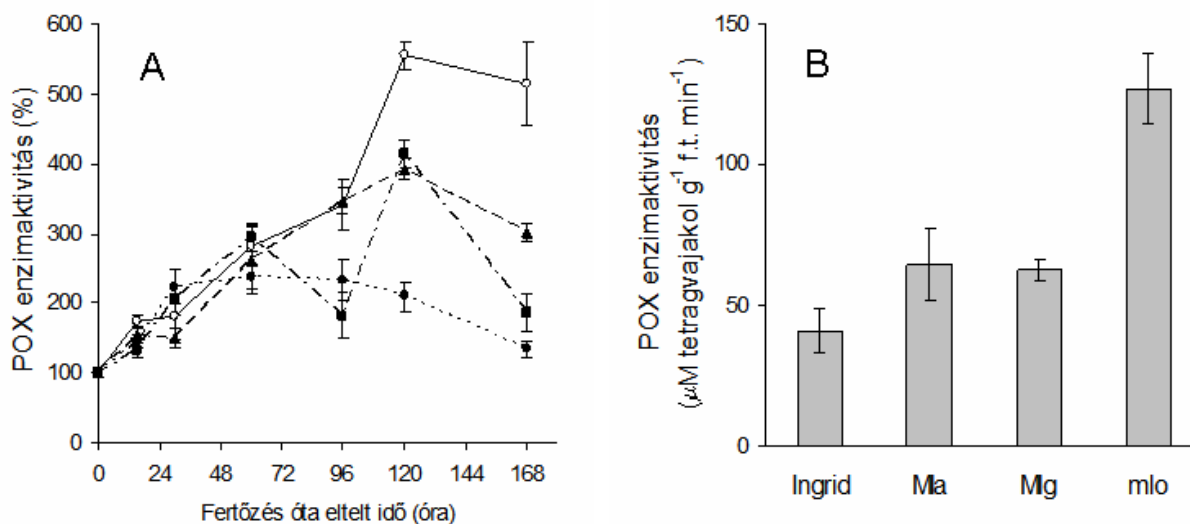 A
POX enzimaktivitás (%)
600
500
400
300
200
100
0
0 24 48 72 96 120 144 168
Fertőzés óta eltelt idő (óra)
B
POX enzimaktivitás
(μM tetragvajakol g⁻¹ f.t. min⁻¹)
150
100
50
0
Ingrid Mla Mlg mlo